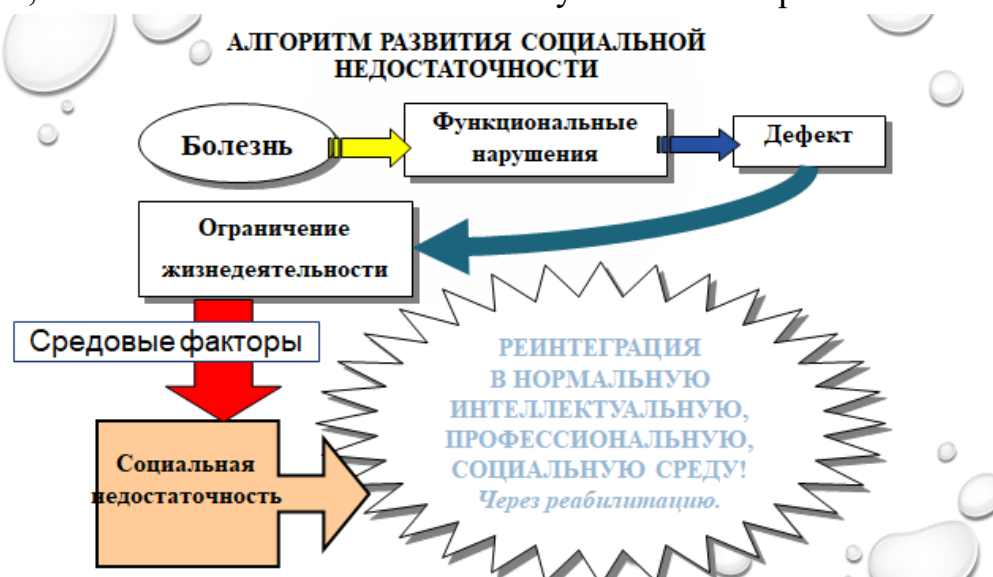 АЛГОРИТМ РАЗВИТИЯ СОЦИАЛЬНОЙ
НЕДОСТАТОЧНОСТИ
Болезнь
Функциональные
нарушения
Дефект
Ограничение
жизнедеятельности
Средовые факторы
Социальная
недостаточность
РЕИНТЕГРАЦИЯ
В НОРМАЛЬНУЮ
ИНТЕЛЛЕКТУАЛЬНУЮ,
ПРОФЕССИОНАЛЬНУЮ,
СОЦИАЛЬНУЮ СРЕДУ!
Через реабилитацию.